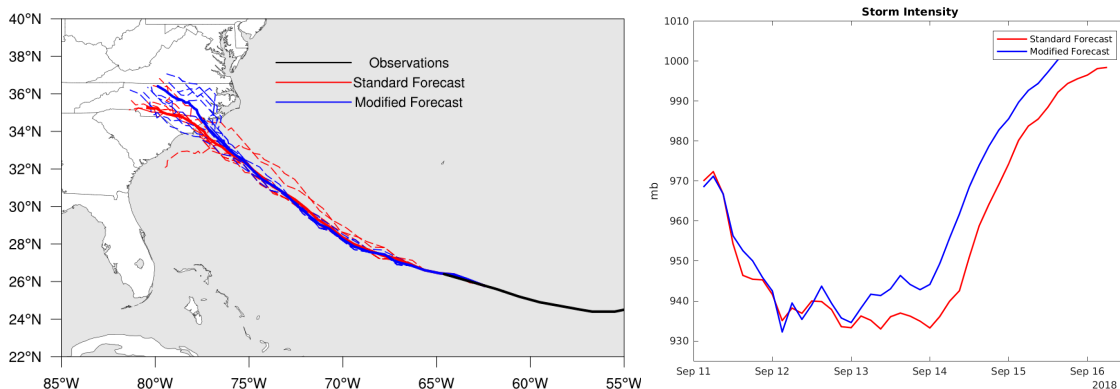 40°N
38°N
36°N
34°N
32°N
30°N
28°N
26°N
24°N
22°N
85°W 80°W 75°W 70°W 65°W 60°W 55°W
Observations
Standard Forecast
Modified Forecast
Storm Intensity
1010
1000
990
980
970
960
950
940
930
mb
Standard Forecast
Modified Forecast
Sep 11 Sep 12 Sep 13 Sep 14 Sep 15 Sep 16
2018